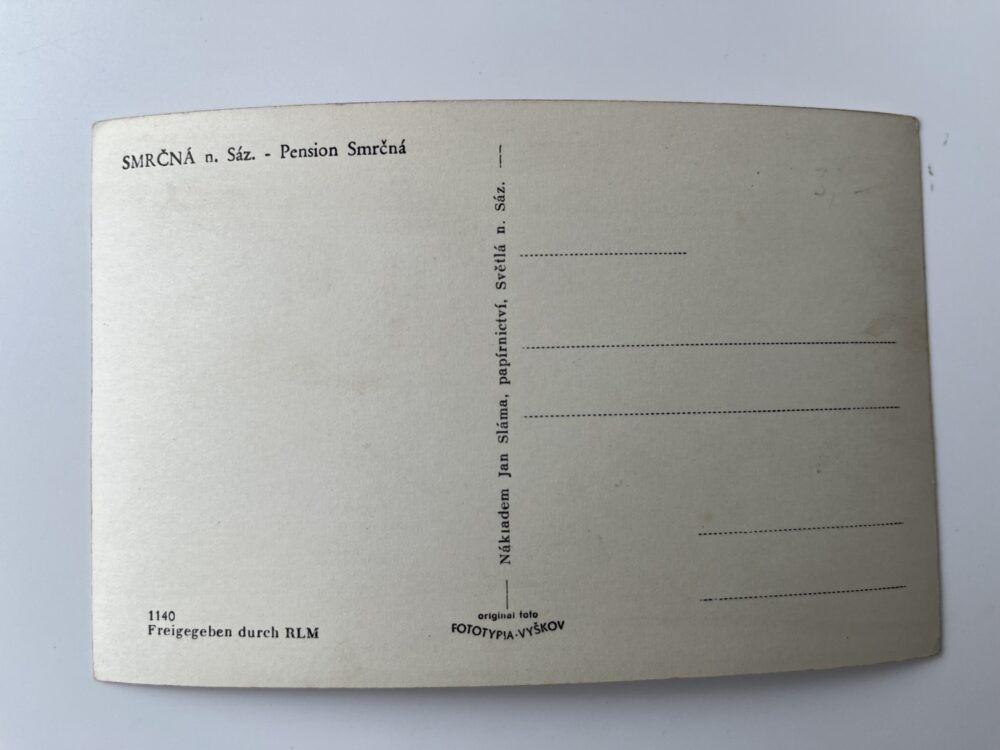 SMRČNÁ n. Sáz. - Pension Smrčná
Nákladem Jan Sláma, papírnictví, Světlá n. Sáz.
1140
Freigegeben durch RLM
original foto
FOTOTYPIA-VYŠKOV